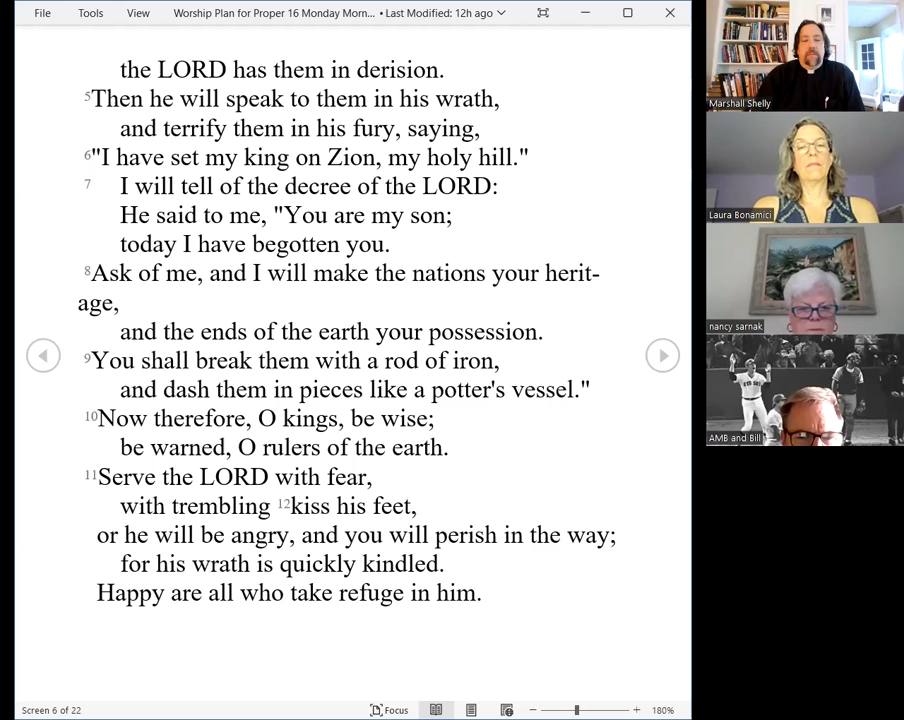 File Tools View Worship Plan for Proper 16 Monday Morn... • Last Modified: 12h ago
the LORD has them in derision.
5Then he will speak to them in his wrath,
and terrify them in his fury, saying,
6"I have set my king on Zion, my holy hill."
7 I will tell of the decree of the LORD:
He said to me, "You are my son;
today I have begotten you.
8Ask of me, and I will make the nations your herit-
age,
and the ends of the earth your possession.
9You shall break them with a rod of iron,
and dash them in pieces like a potter's vessel."
10Now therefore, O kings, be wise;
be warned, O rulers of the earth.
11Serve the LORD with fear,
with trembling 12kiss his feet,
or he will be angry, and you will perish in the way;
for his wrath is quickly kindled.
Happy are all who take refuge in him.
Screen 6 of 22 Focus 180%
Marshall Shelly
Laura Bonamici
nancy sarnak
RED SOX
AMB and Bill